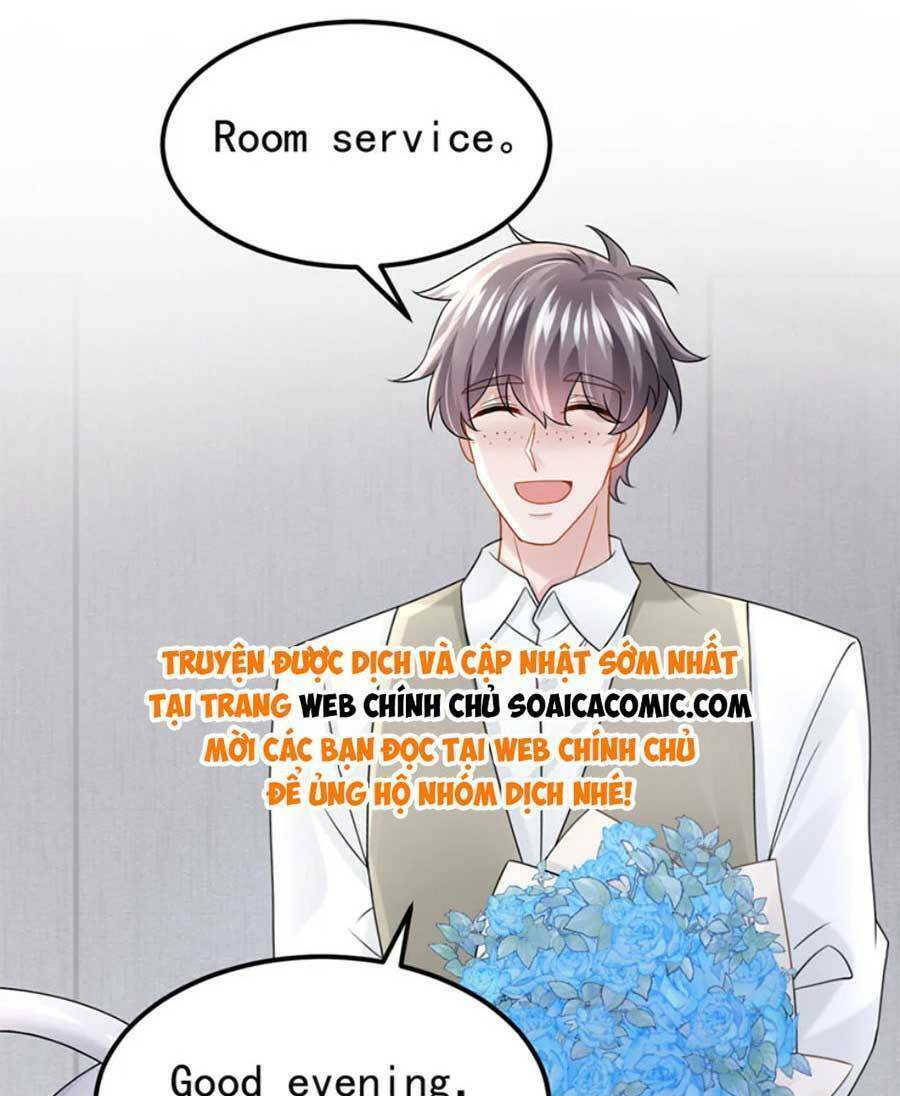 Room service。
TRUYỆN ĐƯỢC DỊCH VÀ CẬP NHẬT SỚM NHẤT
TẠI TRANG WEB CHÍNH CHỦ SOAICACOMIC.COM
MỜI CÁC BẠN ĐỌC TẠI WEB CHÍNH CHỦ
ĐỂ ỦNG HỘ NHÓM DỊCH NHÉ!
Good evening,